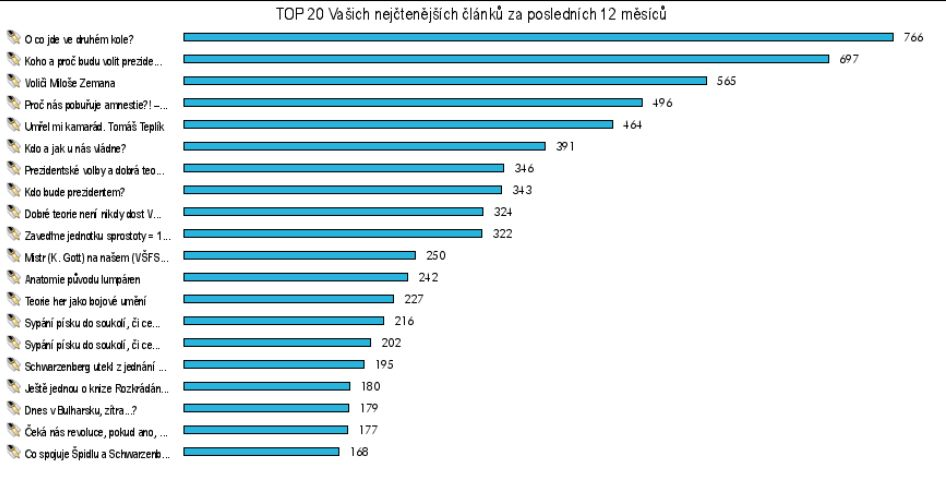 TOP 20 Vašich nejčtenějších článků za posledních 12 měsíců
O co jde ve druhém kole? 766
Koho a proč budu volit prezide... 697
Voliči Miloše Zemana 565
Proč nás pobuřuje amnestie?! –... 496
Umřel mi kamarád. Tomáš Teplík 464
Kdo a jak u nás vládne? 391
Prezidentské volby a dobrá teo... 346
Kdo bude prezidentem? 343
Dobré teorie není nikdy dost V... 324
Zaveďme jednotku sprostoty = 1... 322
Mistr (K. Gott) na našem (VŠFS... 250
Anatomie původu lumpáren 242
Teorie her jako bojové umění 227
Sypání písku do soukolí, či ce... 216
Sypání písku do soukolí, či ce... 202
Schwarzenberg utekl z jednání ... 195
Ještě jednou o knize Rozkrádán... 180
Dnes v Bulharsku, zítra...? 179
Čeká nás revoluce, pokud ano, ... 177
Co spojuje Špidlu a Schwarzenb... 168